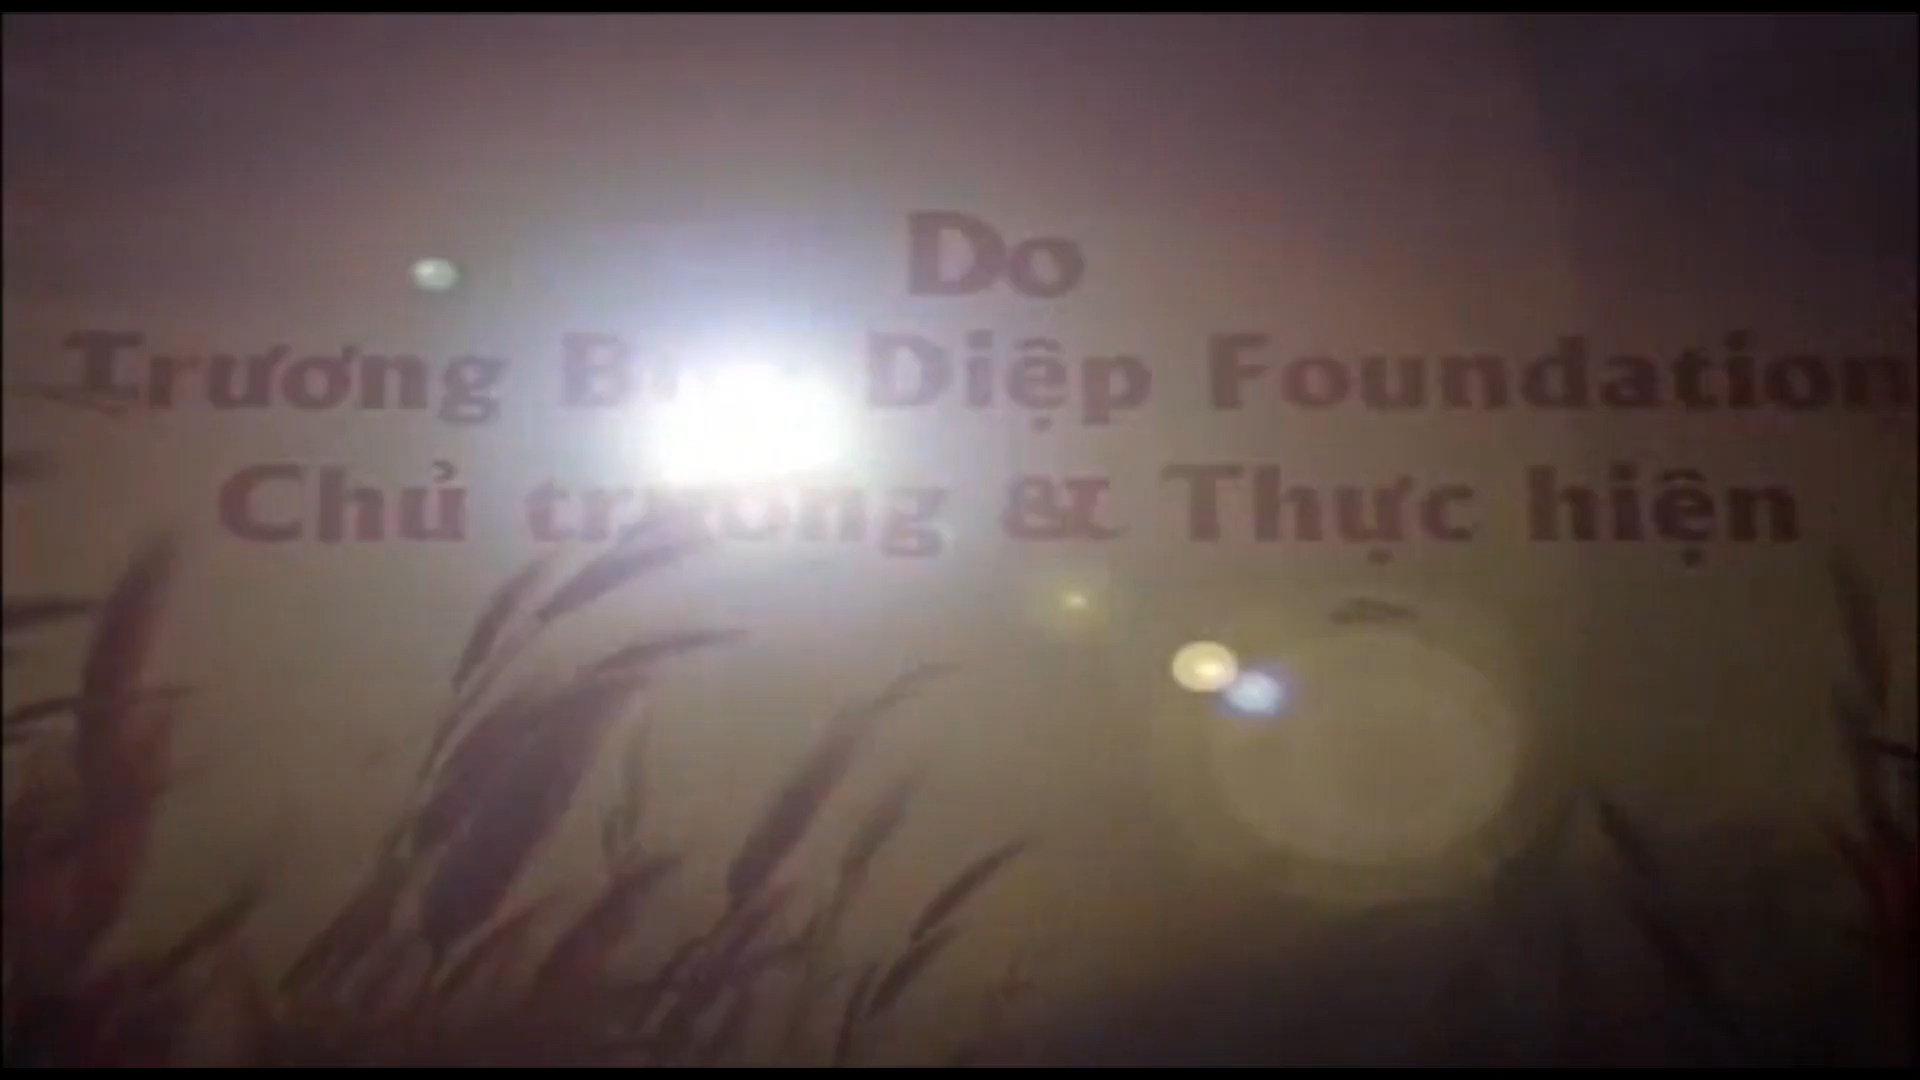 Do
Trương Diệp Foundation
Chủ trương & Thực hiện